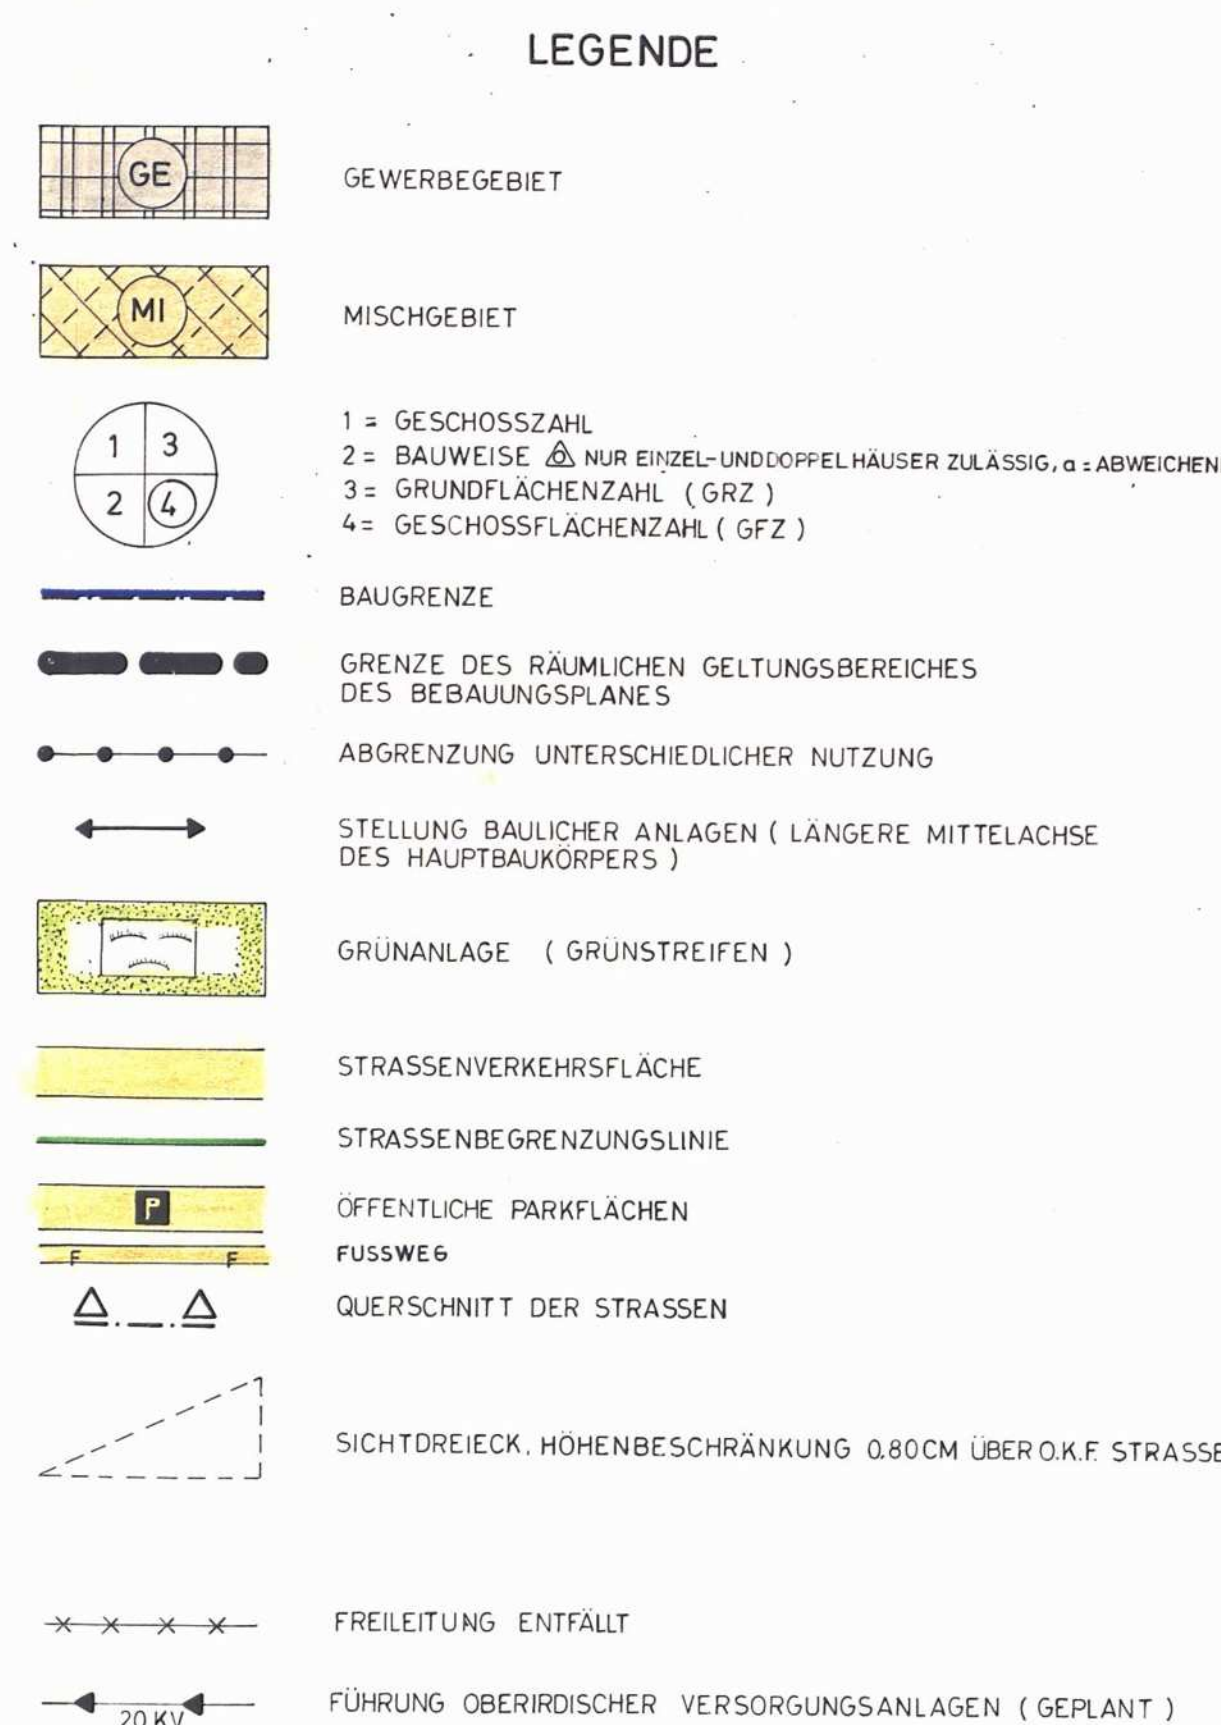 LEGENDE
GE GEWERBEGEBIET
MI MISCHGEBIET
1 3
2 4
1 = GESCHOSSZAHL
2 = BAUWEISE NUR EINZEL-UNDDOPPELHÄUSER ZULÄSSIG, a = ABWEICHEN
3 = GRUNDFLÄCHENZAHL ( GRZ )
4 = GESCHOSSFLÄCHENZAHL ( GFZ )
BAUGRENZE
GRENZE DES RÄUMLICHEN GELTUNGSBEREICHES
DES BEBAUUNGSPLANES
ABGRENZUNG UNTERSCHIEDLICHER NUTZUNG
STELLUNG BAULICHER ANLAGEN ( LÄNGERE MITTELACHSE
DES HAUPTBAUKÖRPERS )
GRÜNANLAGE ( GRÜNSTREIFEN )
STRASSENVERKEHRSFLÄCHE
STRASSENBEGRENZUNGSLINIE
P ÖFFENTLICHE PARKFLÄCHEN
F F FUSSWEG
QUERSCHNITT DER STRASSEN
SICHTDREIECK, HÖHENBESCHRÄNKUNG 0.80CM ÜBER O.K.F. STRASSE
FREILEITUNG ENTFÄLLT
FÜHRUNG OBERIRDISCHER VERSORGUNGSANLAGEN ( GEPLANT )
20 KV